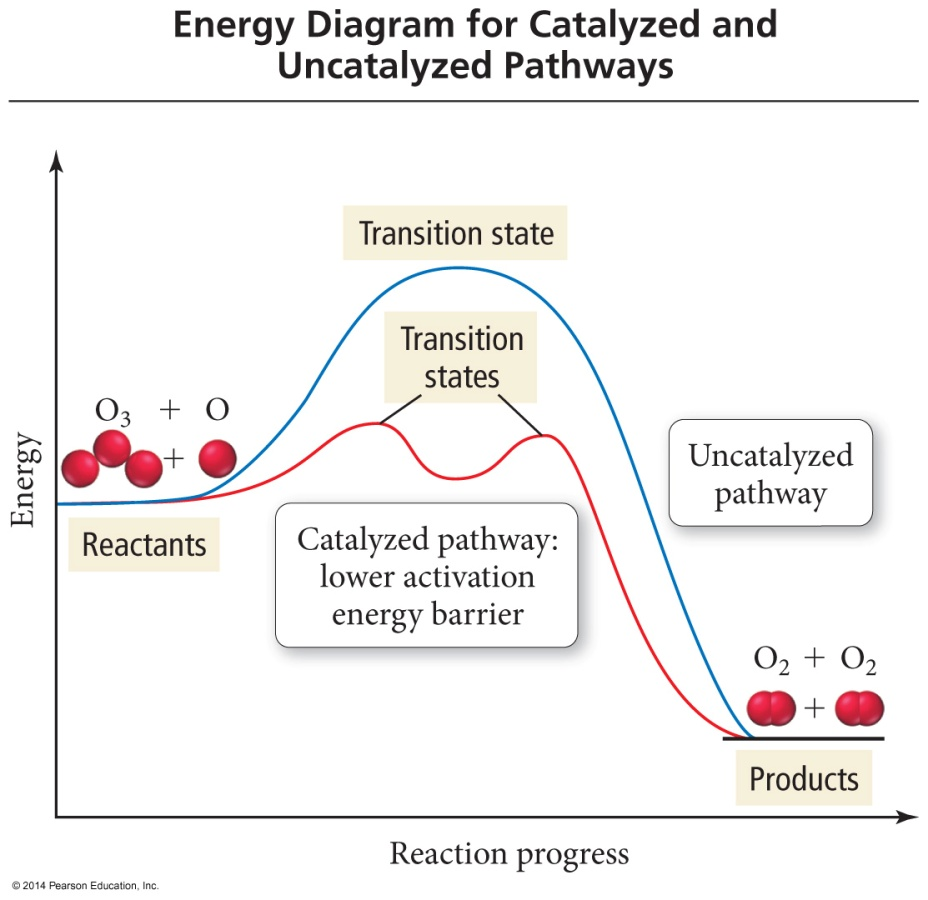 Energy Diagram for Catalyzed and
Uncatalyzed Pathways
Transition state
Transition
states
O₃ + O
+
Energy
Reactants
Uncatalyzed
pathway
Catalyzed pathway:
lower activation
energy barrier
O₂ + O₂
+
Products
Reaction progress
© 2014 Pearson Education, Inc.